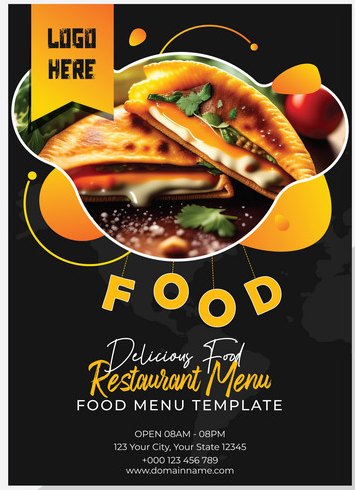 LOGO
HERE
FOOD
Delicious Food
Restaurant Menu
FOOD MENU TEMPLATE
OPEN 08AM - 08PM
123 Your City, Your State 12345
+000 123 456 789
www.domainname.com